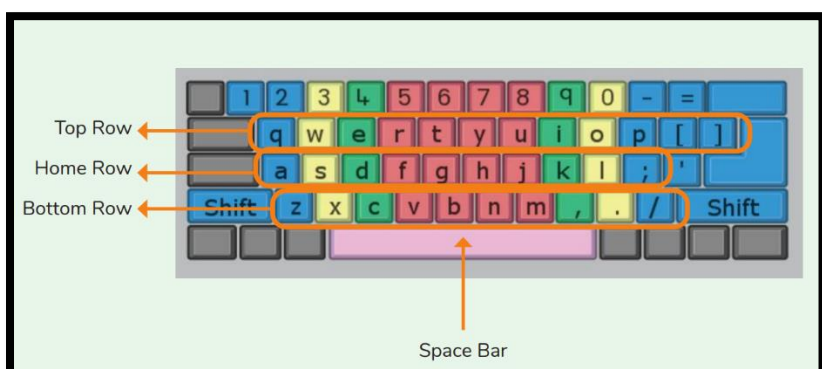 1 2 3 4 5 6 7 8 9 0 - =
Top Row
q w e r t y u i o p [ ]
Home Row
a s d f g h j k l ; '
Bottom Row
Shift z x c v b n m , . / Shift
Space Bar